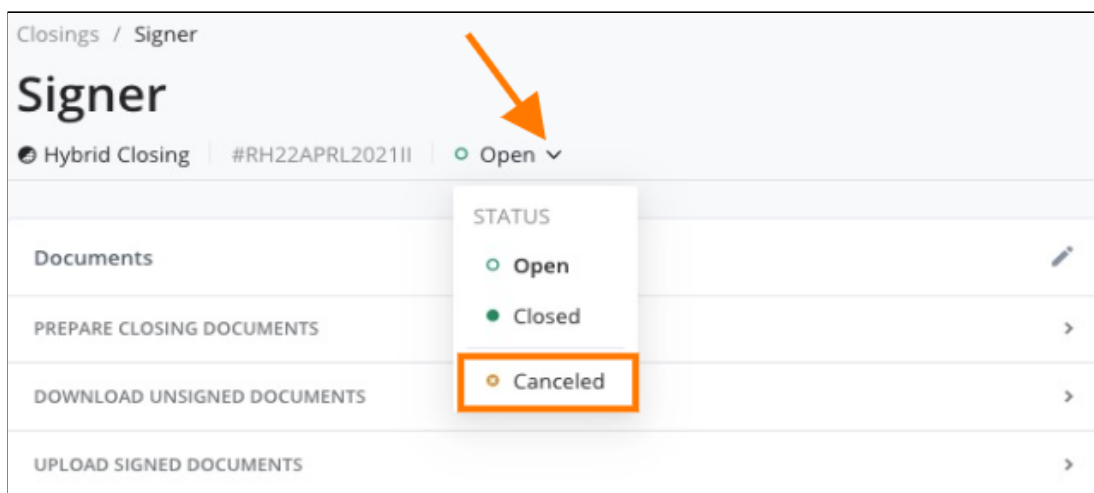 Closings / Signer
Signer
Hybrid Closing #RH22APRL2021II Open
STATUS
Open
Closed
Canceled
Documents
PREPARE CLOSING DOCUMENTS
DOWNLOAD UNSIGNED DOCUMENTS
UPLOAD SIGNED DOCUMENTS